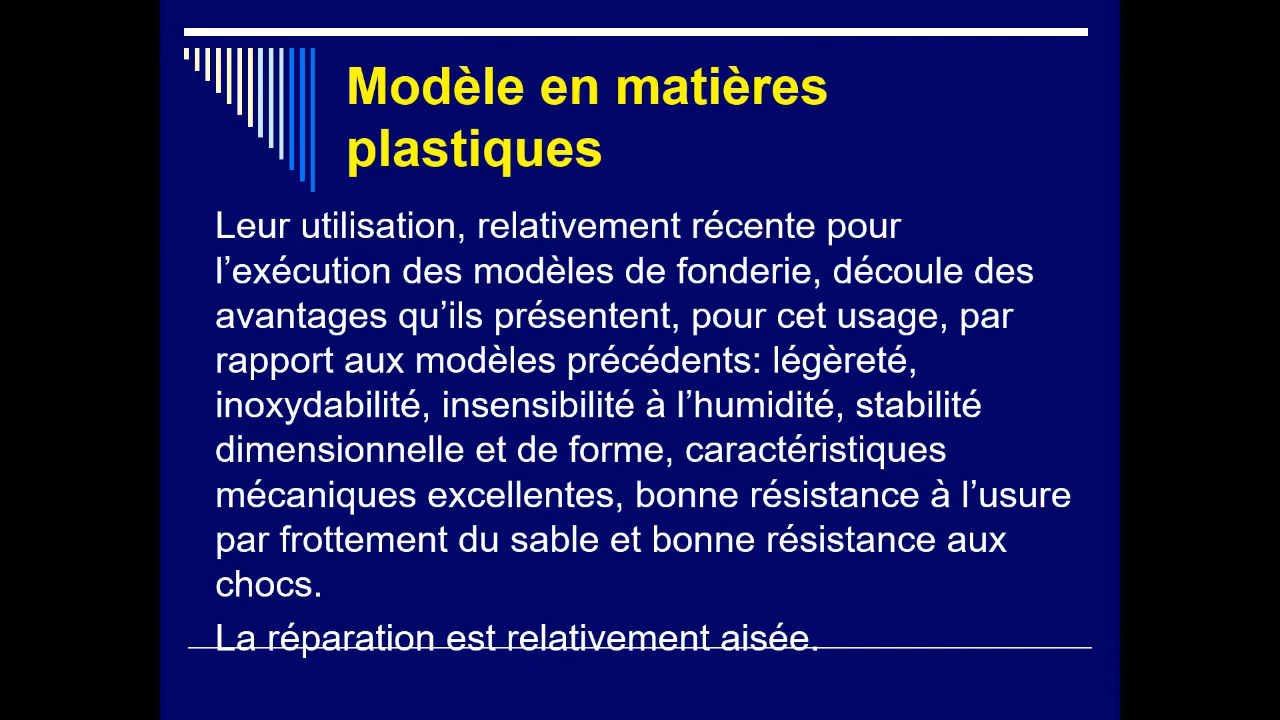 Modèle en matières
plastiques
Leur utilisation, relativement récente pour
l’exécution des modèles de fonderie, découle des
avantages qu’ils présentent, pour cet usage, par
rapport aux modèles précédents: légèreté,
inoxydabilité, insensibilité à l’humidité, stabilité
dimensionnelle et de forme, caractéristiques
mécaniques excellentes, bonne résistance à l’usure
par frottement du sable et bonne résistance aux
chocs.
La réparation est relativement aisée.